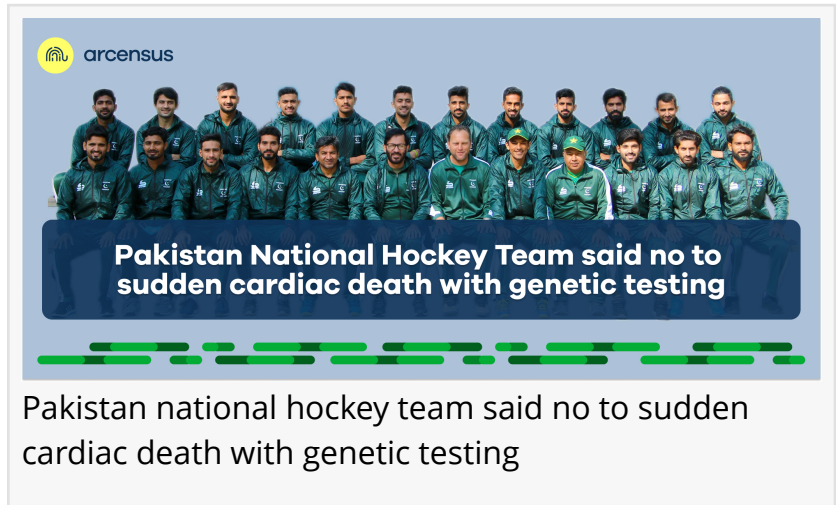 arcensus
Pakistan National Hockey Team said no to
sudden cardiac death with genetic testing
Pakistan national hockey team said no to sudden
cardiac death with genetic testing